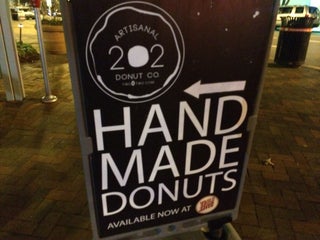 ARTISANAL
202
DONUT CO.
HAND
MADE
DONUTS
AVAILABLE NOW AT